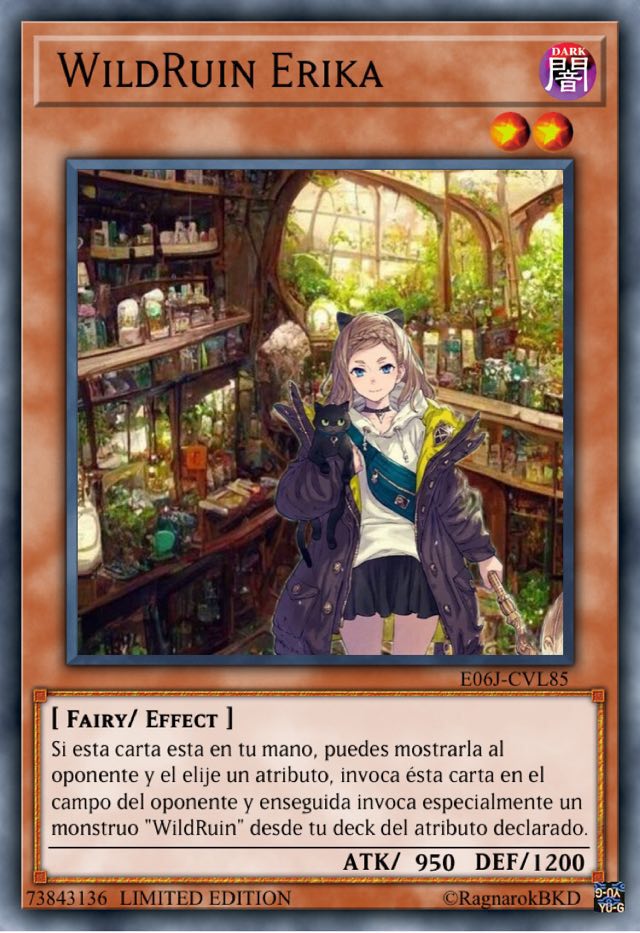 WildRuin Erika
DARK
闇
E06J-CVL85
[ Fairy/ Effect ]
Si esta carta esta en tu mano, puedes mostrarla al
oponente y el elije un atributo, invoca ésta carta en el
campo del oponente y enseguida invoca especialmente un
monstruo "WildRuin" desde tu deck del atributo declarado.
ATK/ 950 DEF/1200
73843136 LIMITED EDITION ©RagnarokBKD